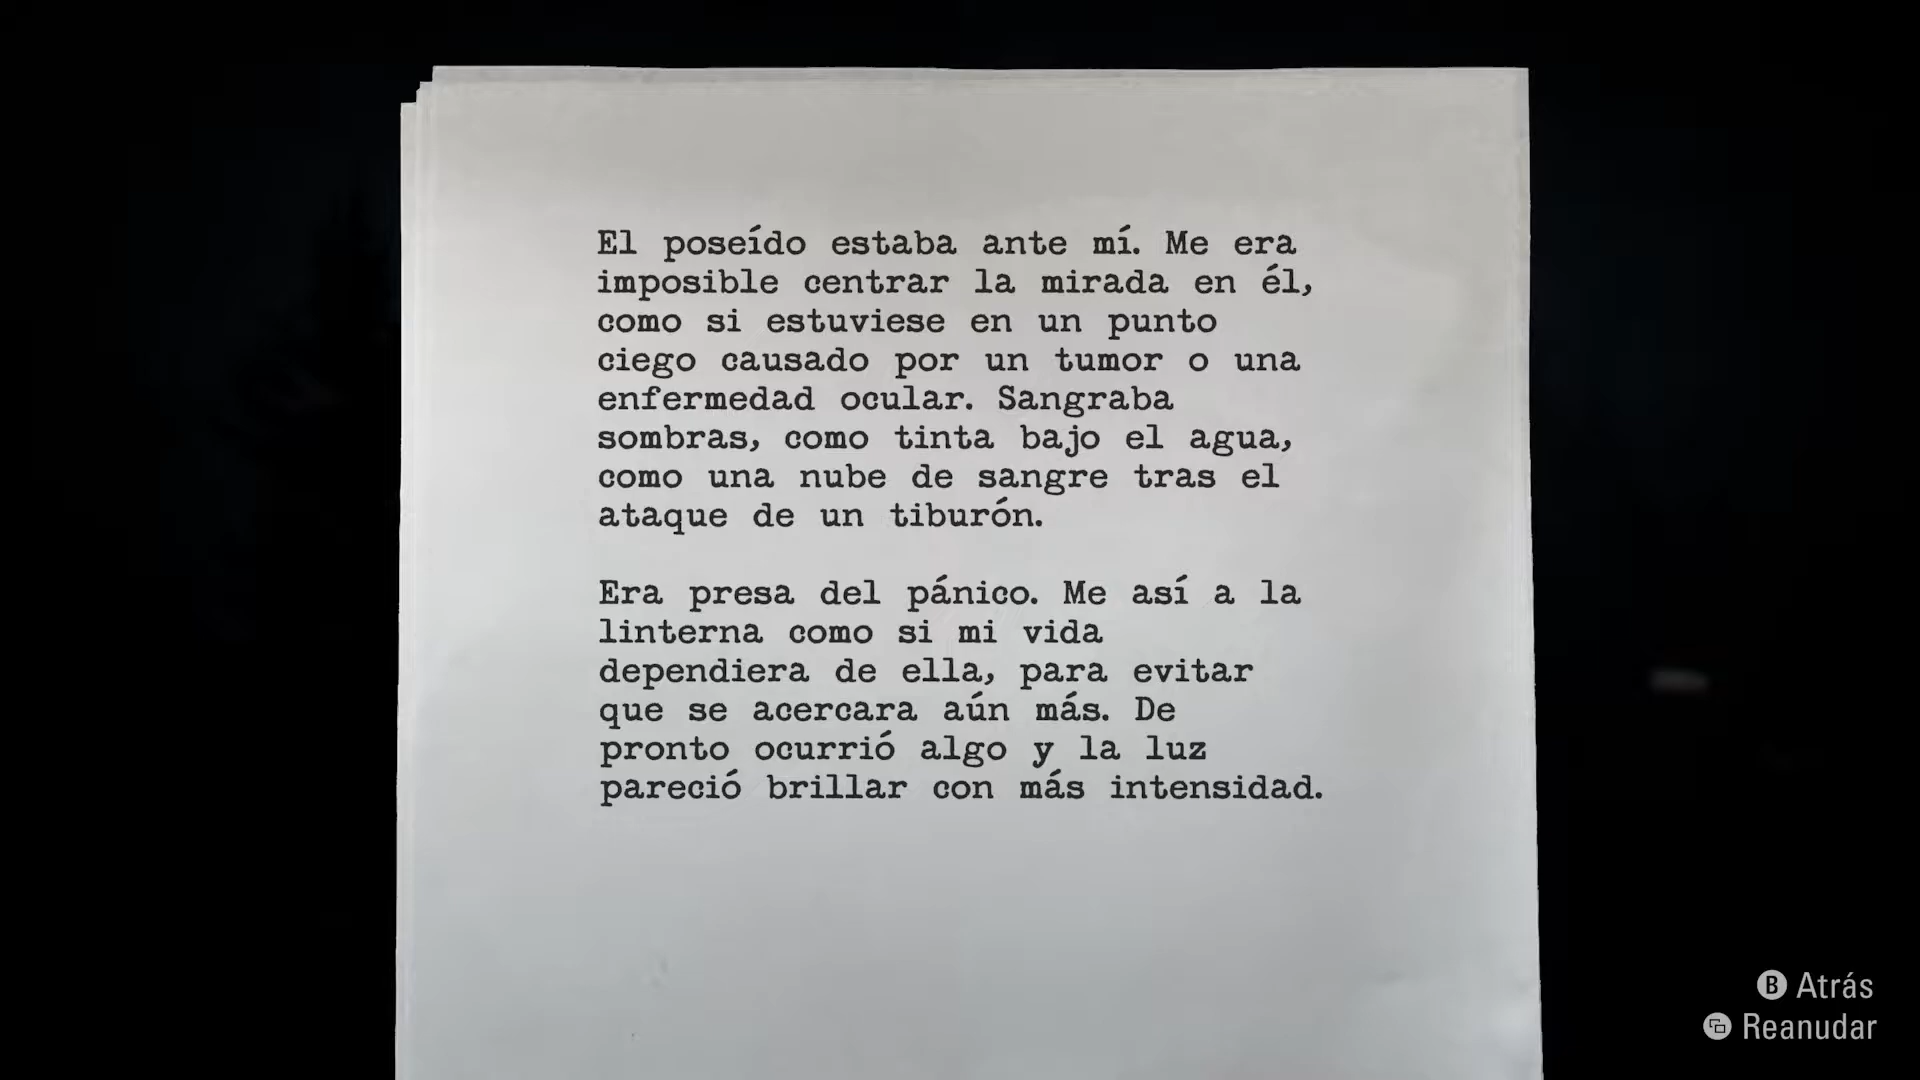 El poseído estaba ante mí. Me era
imposible centrar la mirada en él,
como si estuviese en un punto
ciego causado por un tumor o una
enfermedad ocular. Sangraba
sombras, como tinta bajo el agua,
como una nube de sangre tras el
ataque de un tiburón.
Era presa del pánico. Me así a la
linterna como si mi vida
dependiera de ella, para evitar
que se acercara aún más. De
pronto ocurrió algo y la luz
pareció brillar con más intensidad.
B Atrás
Reanudar